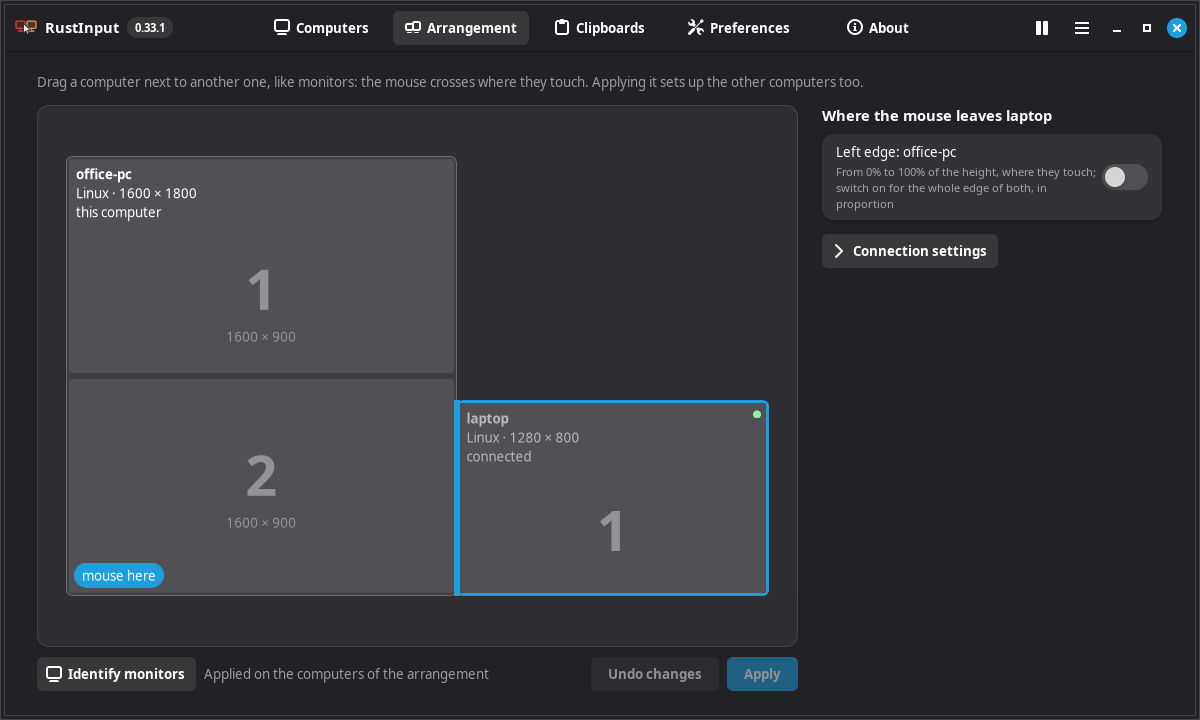 RustInput 0.33.1 Computers Arrangement Clipboards Preferences About
Drag a computer next to another one, like monitors: the mouse crosses where they touch. Applying it sets up the other computers too.
office-pc
Linux · 1600 × 1800
this computer
1
1600 × 900
2
1600 × 900
mouse here
laptop
Linux · 1280 × 800
connected
1
Where the mouse leaves laptop
Left edge: office-pc
From 0% to 100% of the height, where they touch;
switch on for the whole edge of both, in
proportion
Connection settings
Identify monitors Applied on the computers of the arrangement Undo changes Apply